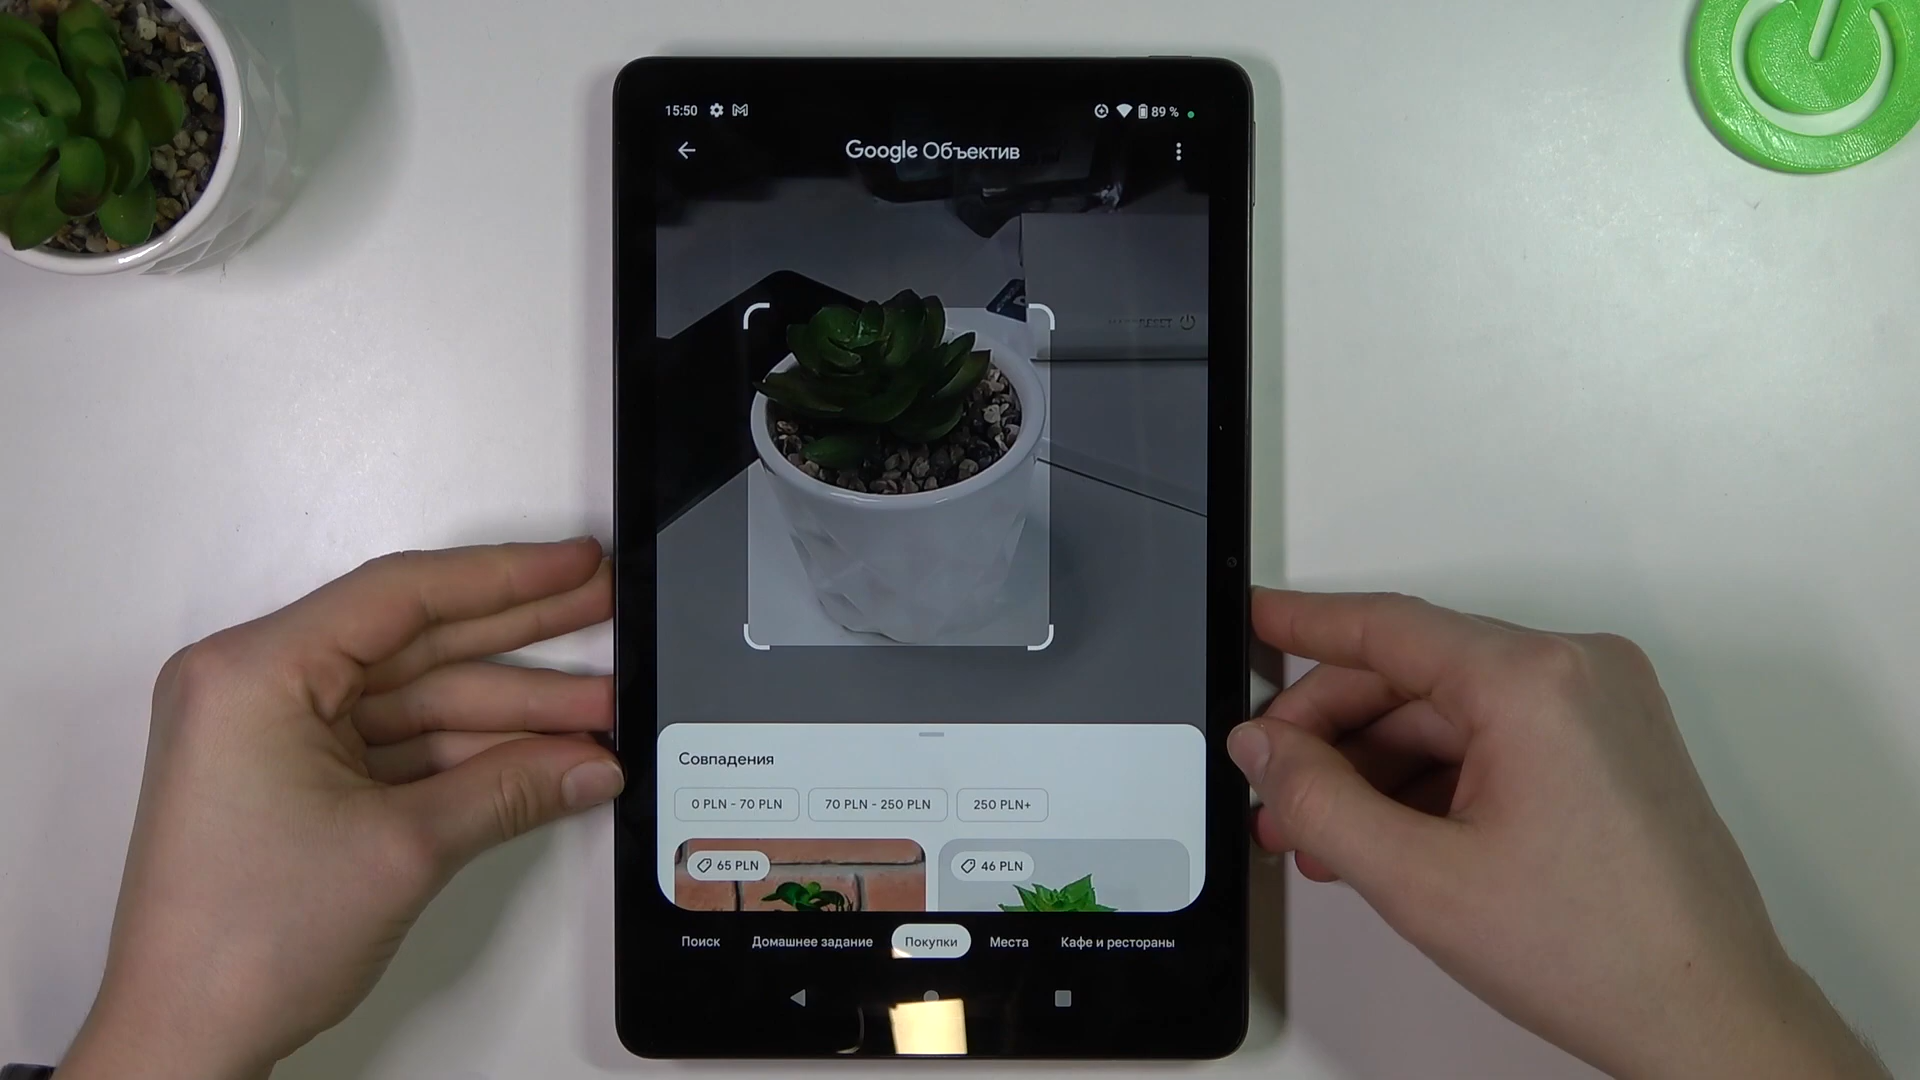 15:50 89 %
Google Объектив
RESET
Совпадения
0 PLN - 70 PLN 70 PLN - 250 PLN 250 PLN+
65 PLN 46 PLN
Поиск Домашнее задание Покупки Места Кафе и рестораны